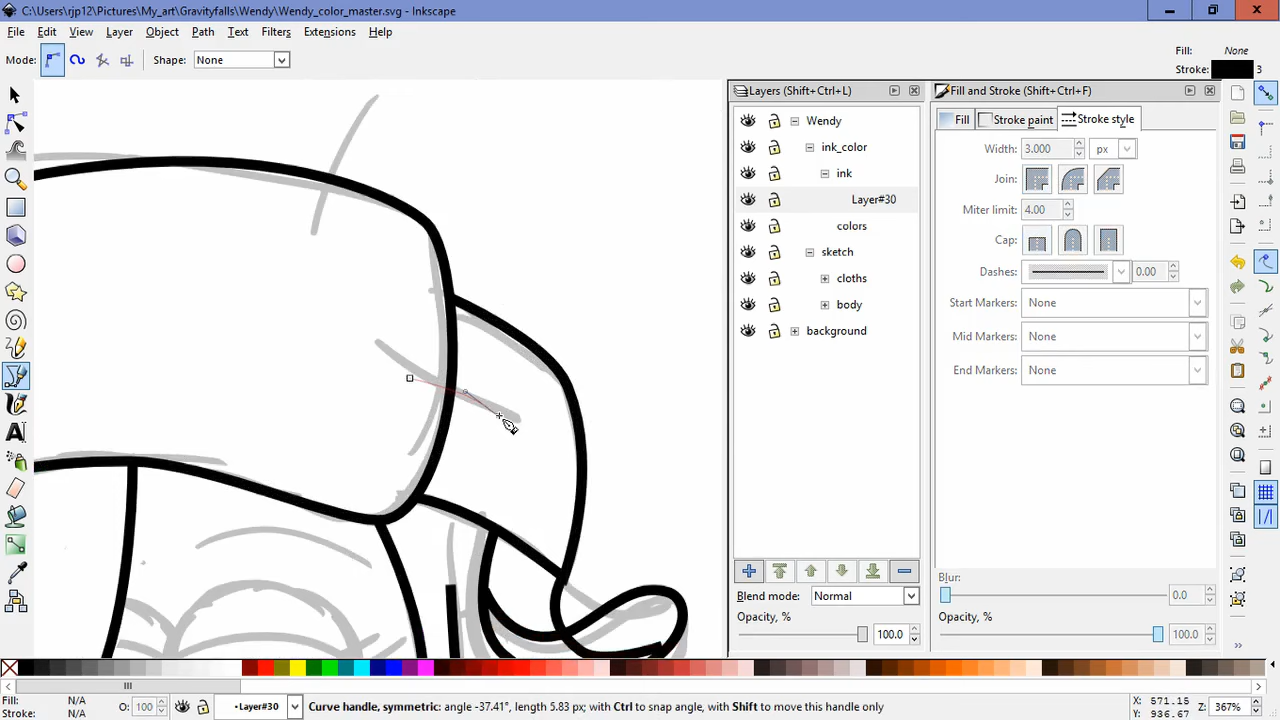 C:\Users\rjp12\Pictures\My_art\Gravityfalls\Wendy\Wendy_color_master.svg - Inkscape
File Edit View Layer Object Path Text Filters Extensions Help
Mode: Shape: None
Fill: None
Stroke: 3
Layers (Shift+Ctrl+L)
Fill and Stroke (Shift+Ctrl+F)
Wendy
ink_color
ink
Layer#30
colors
sketch
cloths
body
background
Fill Stroke paint Stroke style
Width: 3.000 px
Join:
Miter limit: 4.00
Cap:
Dashes: 0.00
Start Markers: None
Mid Markers: None
End Markers: None
Blend mode: Normal
Opacity, %
100.0
Blur:
0.0
Opacity, %
100.0
Fill: N/A
Stroke: N/A
O: 100
•Layer#30
Curve handle, symmetric: angle -37.41°, length 5.83 px; with Ctrl to snap angle, with Shift to move this handle only
X: 571.15
Y: 936.67
Z: 367%